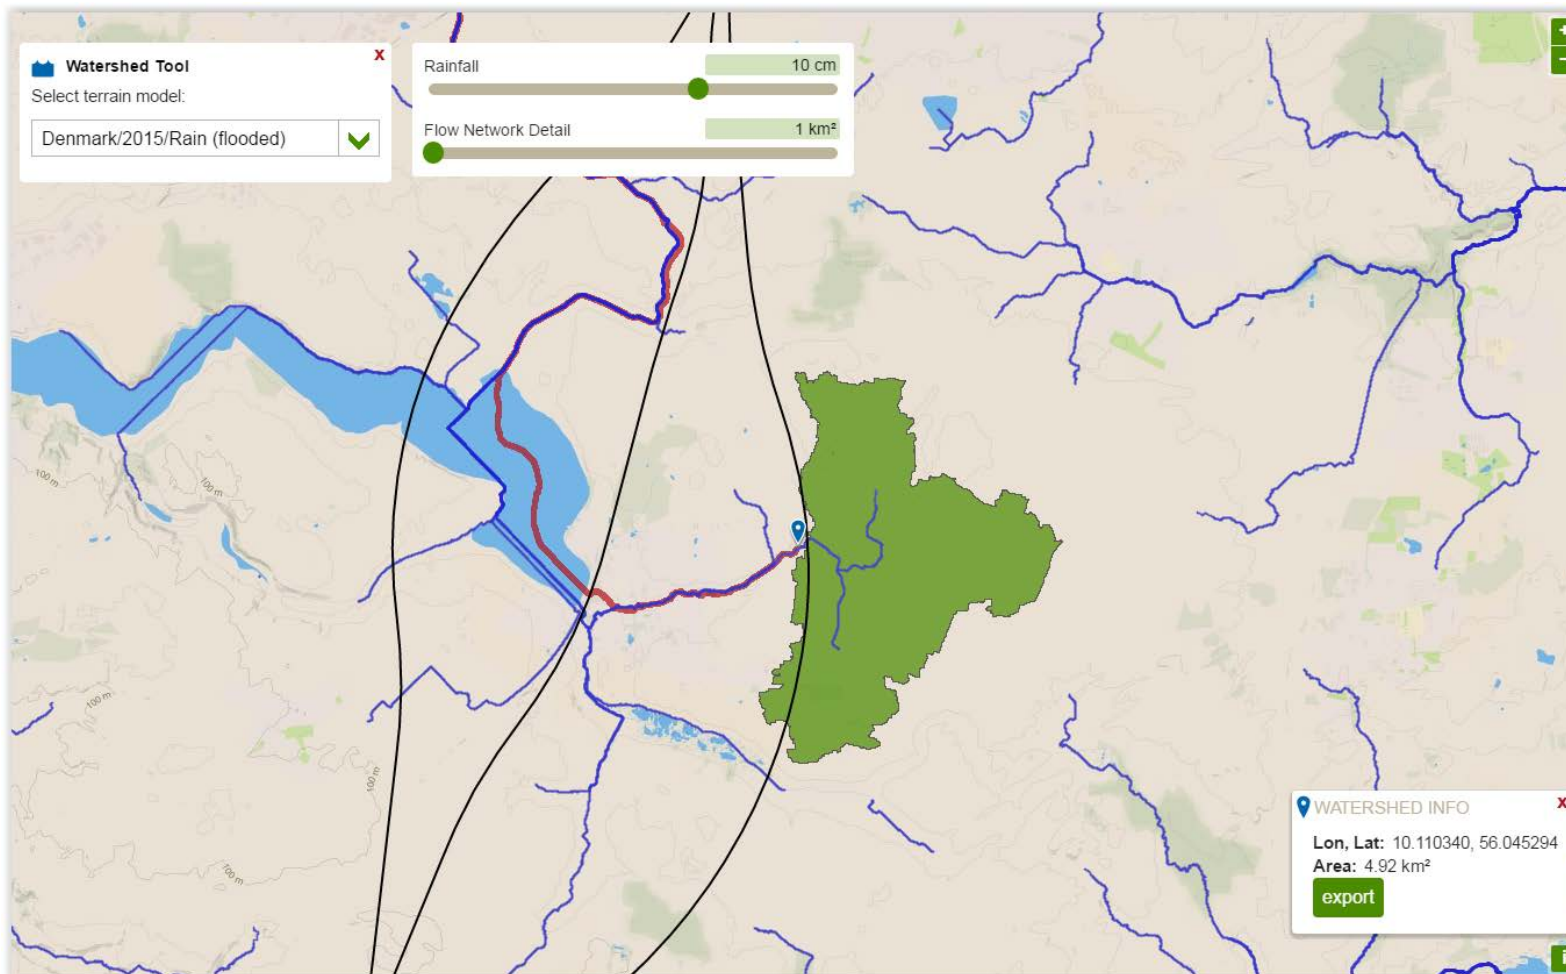 Watershed Tool
x
Select terrain model:
Denmark/2015/Rain (flooded)
Rainfall
10 cm
Flow Network Detail
1 km²
100 m
100 m
100 m
100 m
100 m
WATERSHED INFO
x
Lon, Lat: 10.110340, 56.045294
Area: 4.92 km²
export